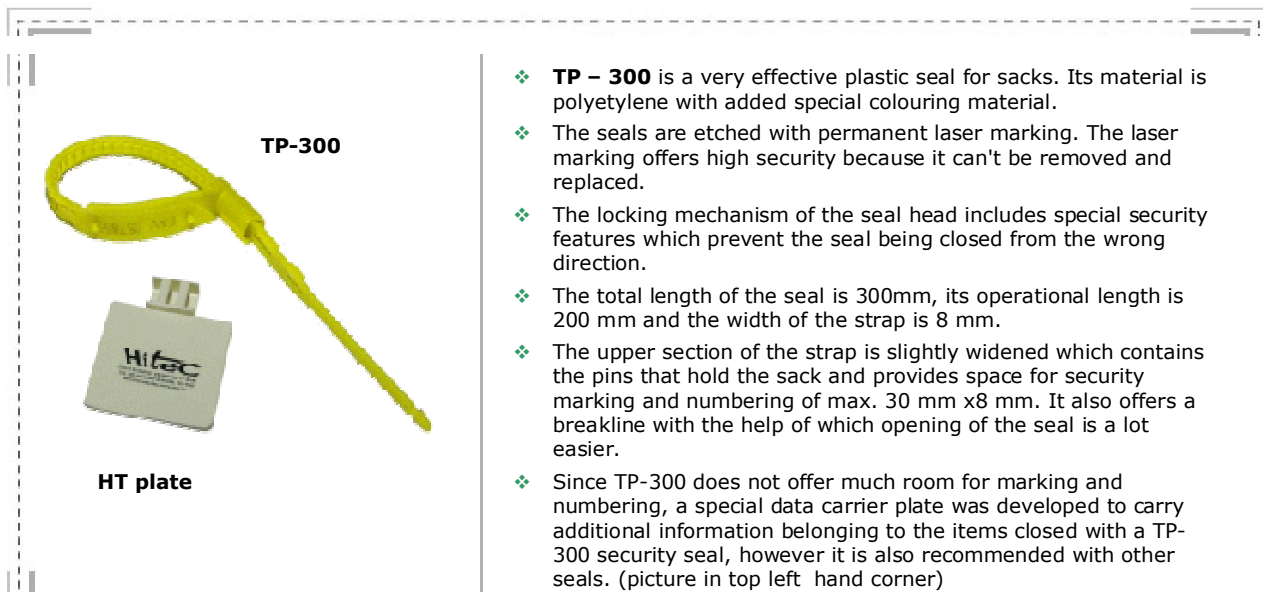 TP-300
HiteC
HT plate
❖ TP – 300 is a very effective plastic seal for sacks. Its material is
polyetylene with added special colouring material.
❖ The seals are etched with permanent laser marking. The laser
marking offers high security because it can't be removed and
replaced.
❖ The locking mechanism of the seal head includes special security
features which prevent the seal being closed from the wrong
direction.
❖ The total length of the seal is 300mm, its operational length is
200 mm and the width of the strap is 8 mm.
❖ The upper section of the strap is slightly widened which contains
the pins that hold the sack and provides space for security
marking and numbering of max. 30 mm x8 mm. It also offers a
breakline with the help of which opening of the seal is a lot
easier.
❖ Since TP-300 does not offer much room for marking and
numbering, a special data carrier plate was developed to carry
additional information belonging to the items closed with a TP-
300 security seal, however it is also recommended with other
seals. (picture in top left  hand corner)